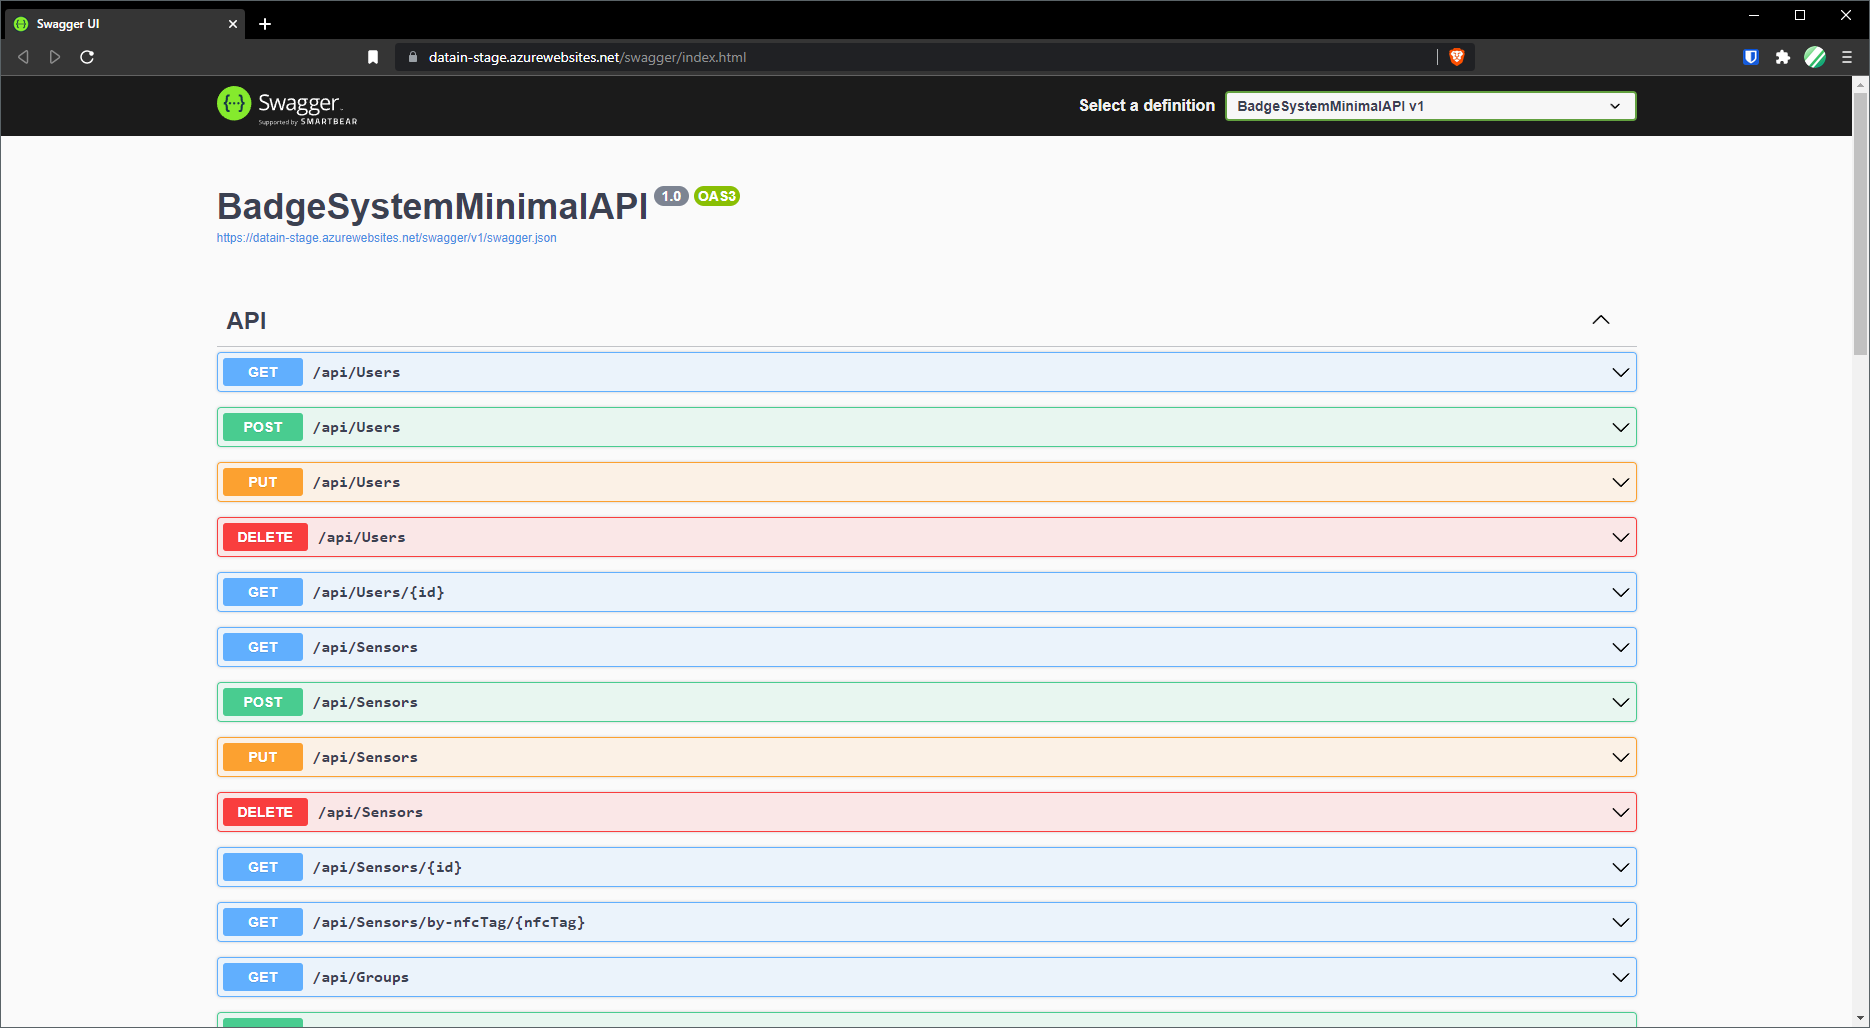 Swagger UI
datain-stage.azurewebsites.net/swagger/index.html
Swagger
Supported by SMARTBEAR
Select a definition
BadgeSystemMinimalAPI v1
BadgeSystemMinimalAPI 1.0 OAS3
https://datain-stage.azurewebsites.net/swagger/v1/swagger.json
API
GET /api/Users
POST /api/Users
PUT /api/Users
DELETE /api/Users
GET /api/Users/{id}
GET /api/Sensors
POST /api/Sensors
PUT /api/Sensors
DELETE /api/Sensors
GET /api/Sensors/{id}
GET /api/Sensors/by-nfcTag/{nfcTag}
GET /api/Groups